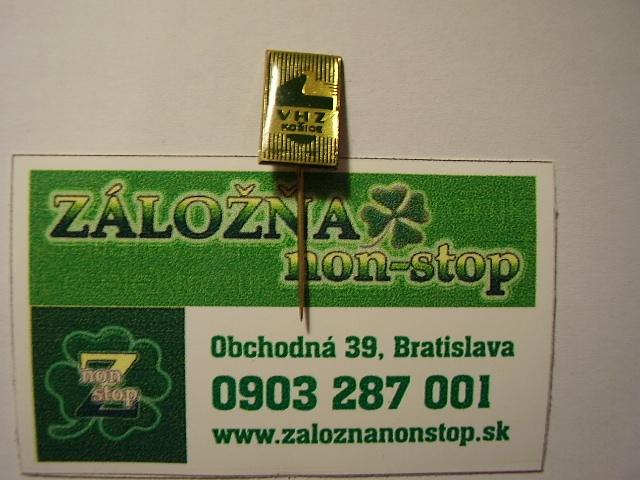 VHZ
KOŠICE
ZÁLOŽŇA
non-stop
Z
non
stop
Obchodná 39, Bratislava
0903 287 001
www.zaloznanonstop.sk